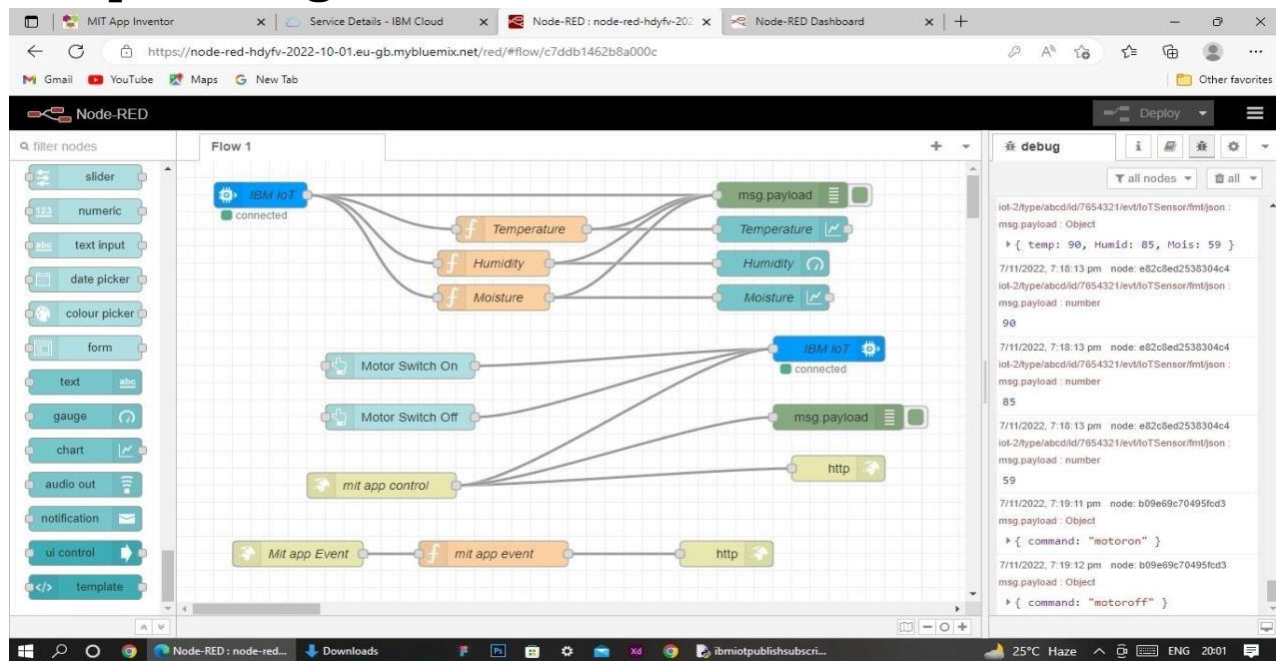 MIT App Inventor
Service Details - IBM Cloud
Node-RED : node-red-hdyfv-202
Node-RED Dashboard
https://node-red-hdyfv-2022-10-01.eu-gb.mybluemix.net/red/#flow/c7ddb1462b8a000c
Gmail YouTube Maps New Tab Other favorites
Node-RED Deploy
filter nodes
slider
numeric
text input
date picker
colour picker
form
text
gauge
chart
audio out
notification
ui control
template
Flow 1
IBM IoT
connected
Temperature
Humidity
Moisture
msg.payload
Temperature
Humidity
Moisture
Motor Switch On
Motor Switch Off
IBM IoT
connected
msg.payload
mit app control
http
Mit app Event
mit app event
http
debug
all nodes all
iot-2/type/abcd/id/7654321/evt/IoTSensor/fmt/json :
msg.payload : Object
{ temp: 90, Humid: 85, Mois: 59 }
7/11/2022, 7:18:13 pm node: e82c8ed2538304c4
iot-2/type/abcd/id/7654321/evt/IoTSensor/fmt/json :
msg.payload : number
90
7/11/2022, 7:18:13 pm node: e82c8ed2538304c4
iot-2/type/abcd/id/7654321/evt/IoTSensor/fmt/json :
msg.payload : number
85
7/11/2022, 7:18:13 pm node: e82c8ed2538304c4
iot-2/type/abcd/id/7654321/evt/IoTSensor/fmt/json :
msg.payload : number
59
7/11/2022, 7:19:11 pm node: b09e69c70495fcd3
msg.payload : Object
{ command: "motoron" }
7/11/2022, 7:19:12 pm node: b09e69c70495fcd3
msg.payload : Object
{ command: "motoroff" }
Node-RED : node-red... Downloads ibmiotpublishsubscri... 25°C Haze ENG 20:01